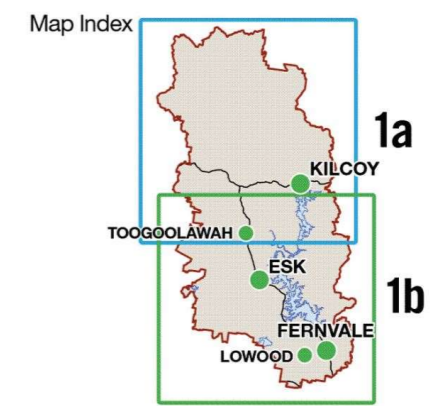 Map Index
1a
KILCOY
TOOGOOLAWAH
ESK
1b
FERNVALE
LOWOOD